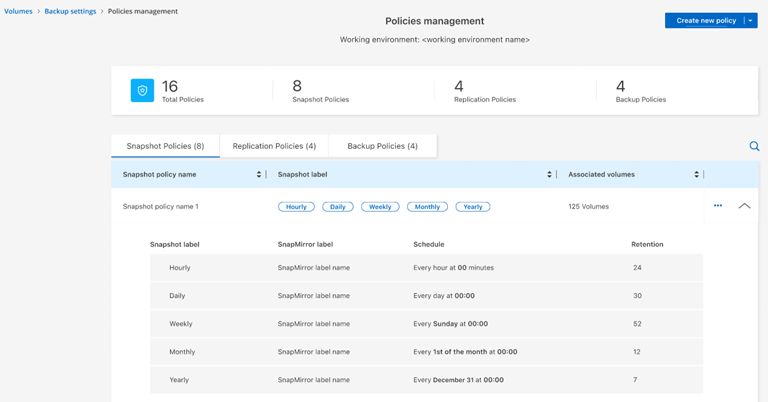 Volumes > Backup settings > Policies management
Policies management
Create new policy
Working environment: <working environment name>
16
Total Policies
8
Snapshot Policies
4
Replication Policies
4
Backup Policies
Snapshot Policies (8)
Replication Policies (4)
Backup Policies (4)
Snapshot policy name
Snapshot label
Associated volumes
Snapshot policy name 1
Hourly
Daily
Weekly
Monthly
Yearly
125 Volumes
Snapshot label
SnapMirror label
Schedule
Retention
Hourly
SnapMirror label name
Every hour at 00 minutes
24
Daily
SnapMirror label name
Every day at 00:00
30
Weekly
SnapMirror label name
Every Sunday at 00:00
52
Monthly
SnapMirror label name
Every 1st of the month at 00:00
12
Yearly
SnapMirror label name
Every December 31 at 00:00
7